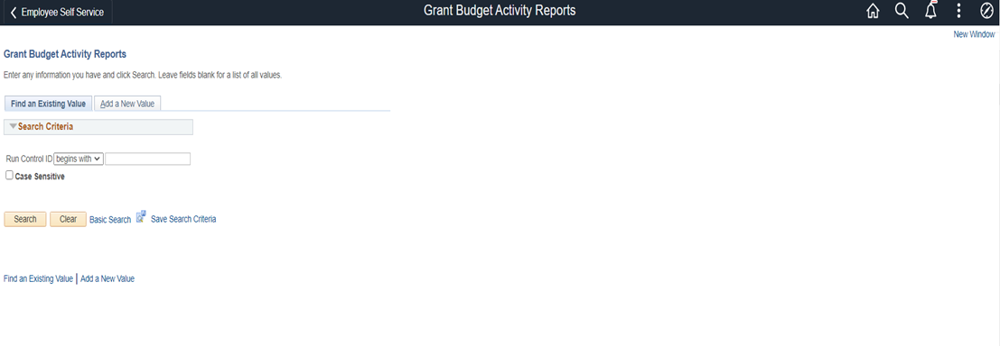 Employee Self Service
Grant Budget Activity Reports
New Window
Grant Budget Activity Reports
Enter any information you have and click Search. Leave fields blank for a list of all values.
Find an Existing Value
Add a New Value
Search Criteria
Run Control ID begins with
Case Sensitive
Search Clear Basic Search Save Search Criteria
Find an Existing Value | Add a New Value